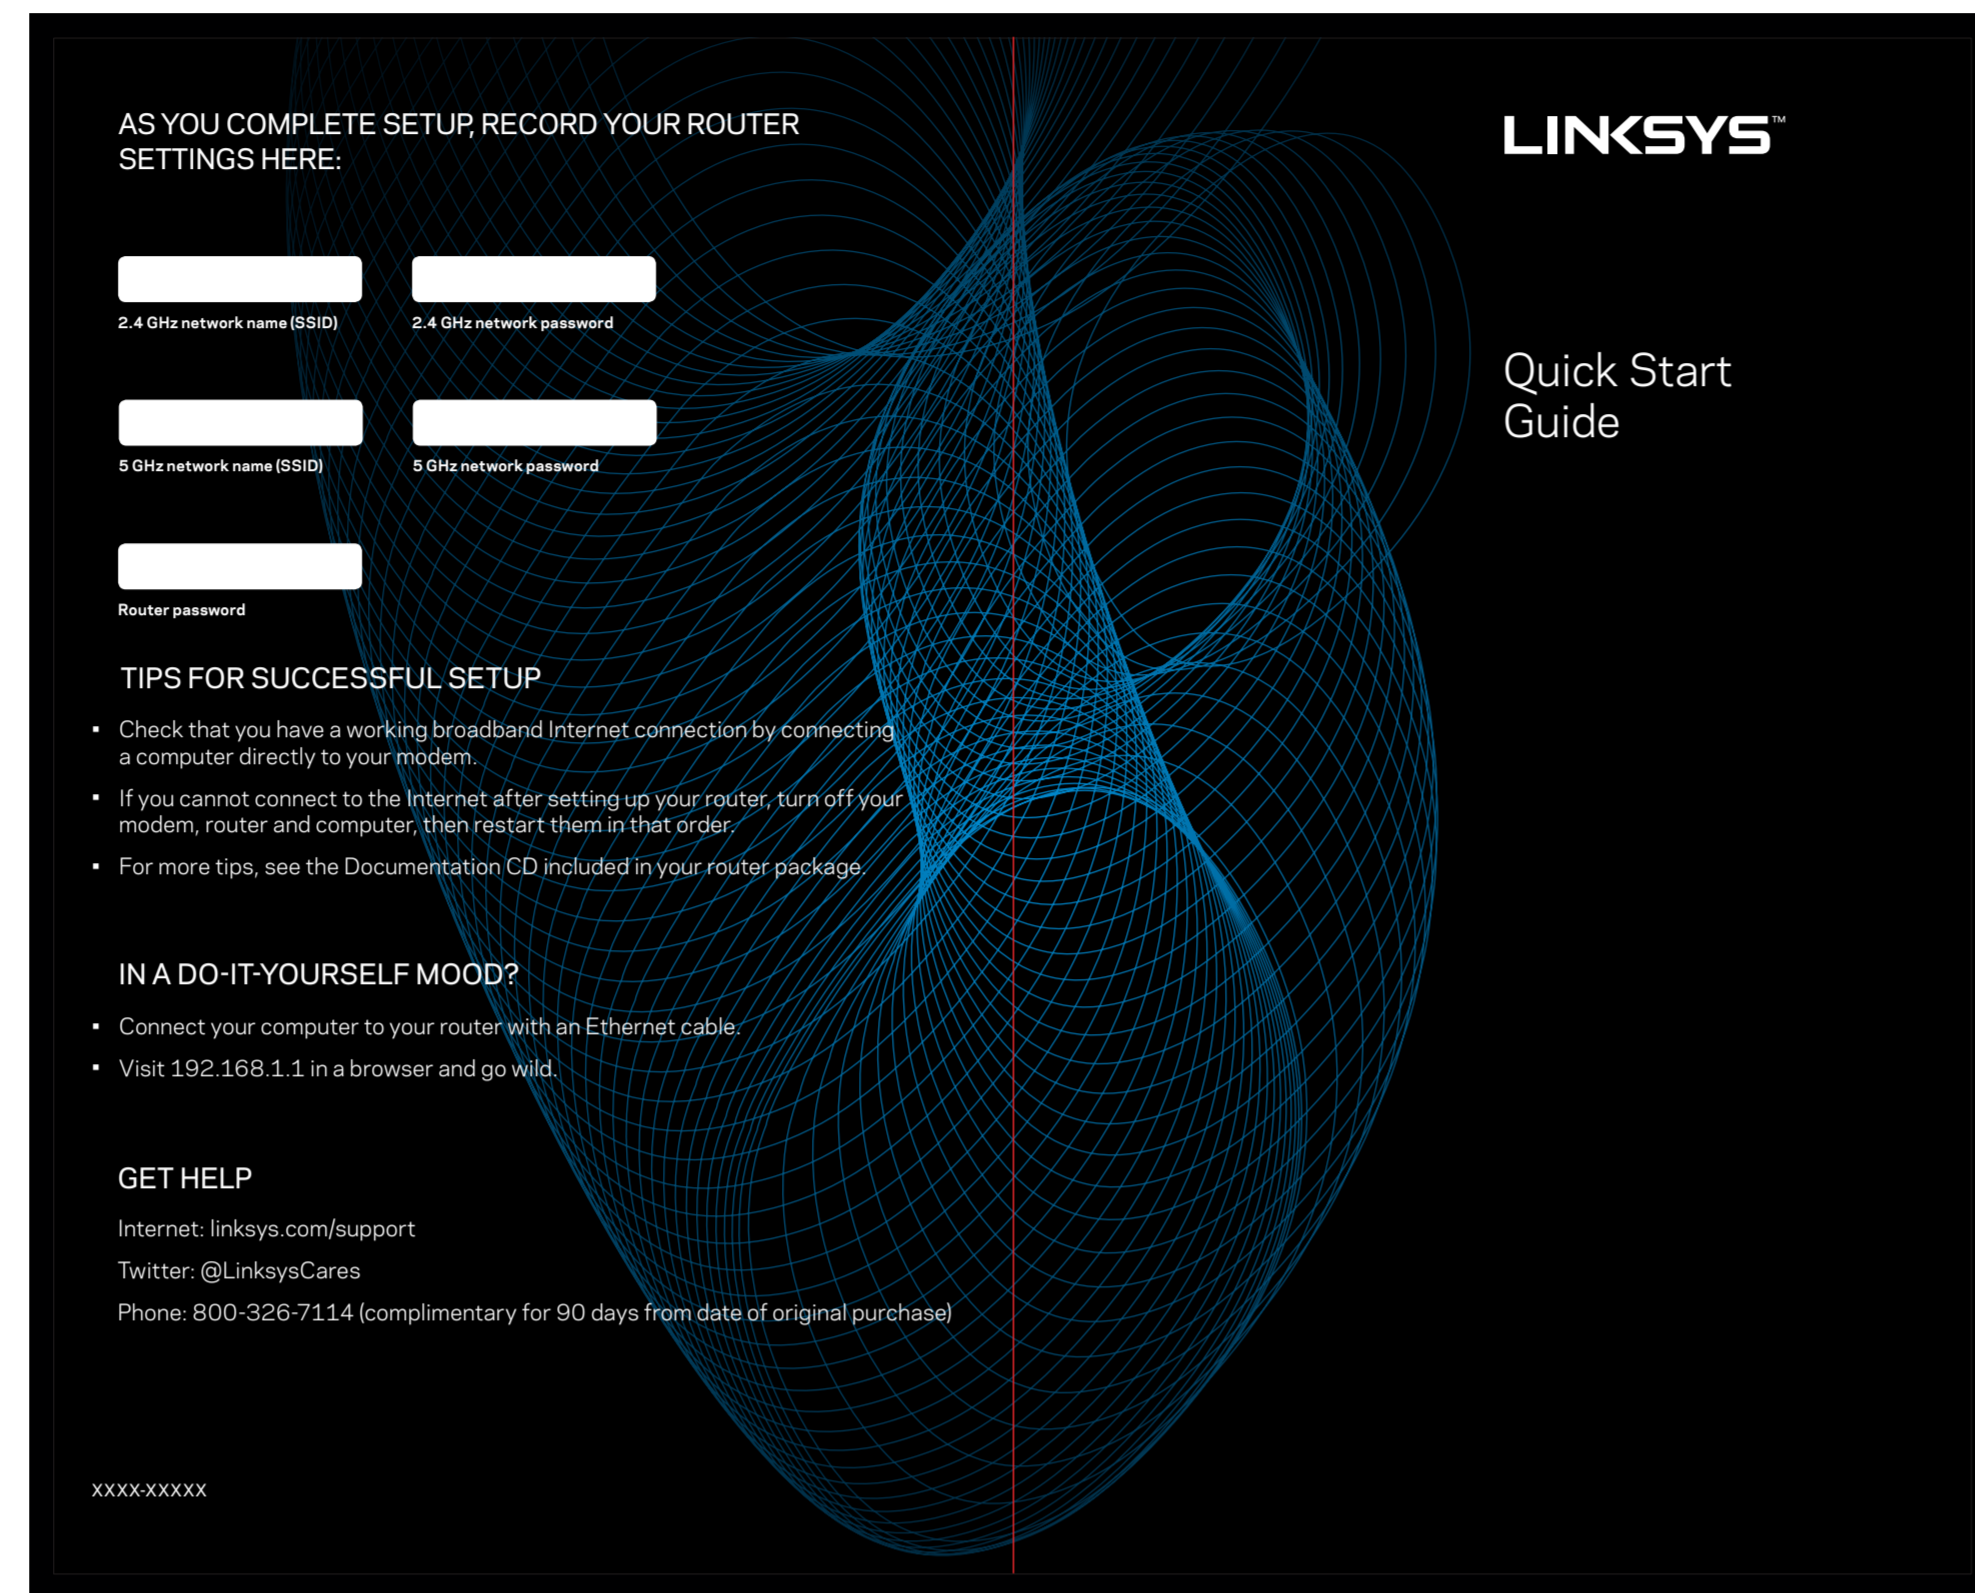 AS YOU COMPLETE SETUP, RECORD YOUR ROUTER
SETTINGS HERE:
2.4 GHz network name (SSID)
2.4 GHz network password
5 GHz network name (SSID)
5 GHz network password
Router password
TIPS FOR SUCCESSFUL SETUP
▪ Check that you have a working broadband Internet connection by connecting
a computer directly to your modem.
▪ If you cannot connect to the Internet after setting up your router, turn off your
modem, router and computer, then restart them in that order.
▪ For more tips, see the Documentation CD included in your router package.
IN A DO-IT-YOURSELF MOOD?
▪ Connect your computer to your router with an Ethernet cable.
▪ Visit 192.168.1.1 in a browser and go wild.
GET HELP
Internet: linksys.com/support
Twitter: @LinksysCares
Phone: 800-326-7114 (complimentary for 90 days from date of original purchase)
XXXX-XXXXX
LINKSYS™
Quick Start
Guide